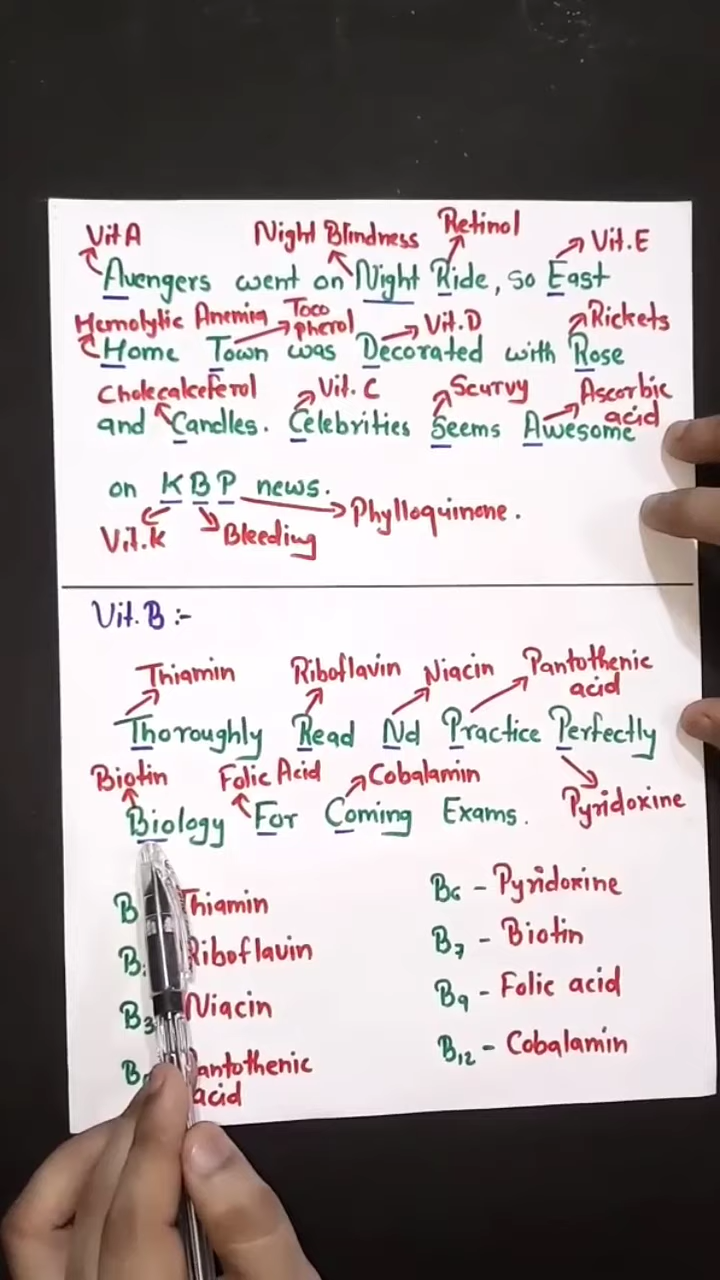 Vit A Night Blindness Retinol Vit. E
Avengers went on Night Ride, so East
Hemolytic Anemia Toco pherol Vit. D Rickets
Home Town was Decorated with Rose
Cholecalceferol Vit. C Scurvy Ascorbic acid
and Candles. Celebrities Seems Awesome
on KBP news.
Vit. K Bleeding Phylloquinone.
Vit. B :-
Thiamin Riboflavin Niacin Pantothenic acid
Thoroughly Read Nd Practice Perfectly
Biotin Folic Acid Cobalamin Pyridoxine
Biology For Coming Exams.
B Thiamin
B Riboflavin
B3 Niacin
B antothenic
acid
B6 - Pyridoxine
B7 - Biotin
B9 - Folic acid
B12 - Cobalamin